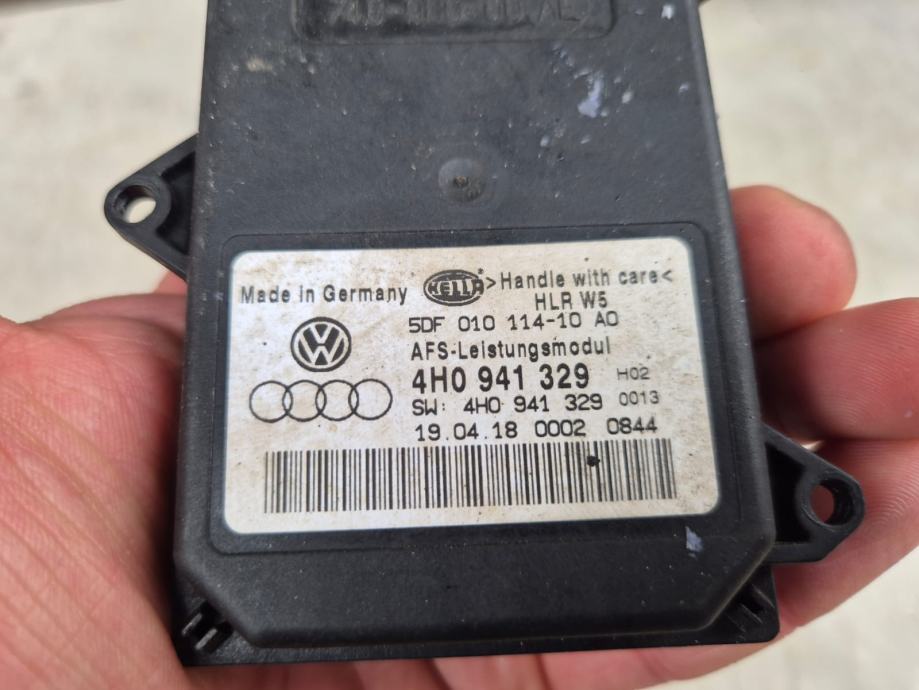 Made in Germany HELLA ® >Handle with care<
HLR W5
5DF 010 114-10 AO
AFS-Leistungsmodul
4H0 941 329 H02
SW: 4H0 941 329 0013
19.04.18 0002 0844
VW